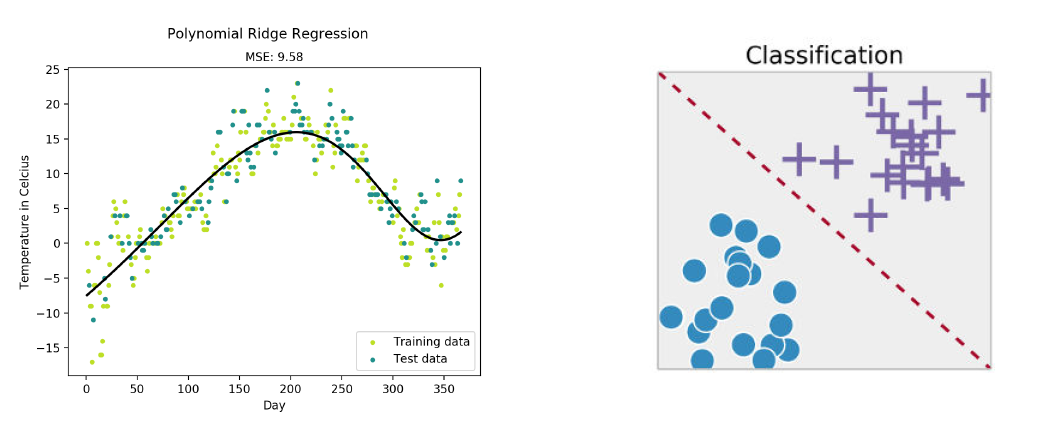 Polynomial Ridge Regression
MSE: 9.58
25
20
15
10
5
0
−5
−10
−15
Temperature in Celcius
0 50 100 150 200 250 300 350
Day
Training data
Test data
Classification